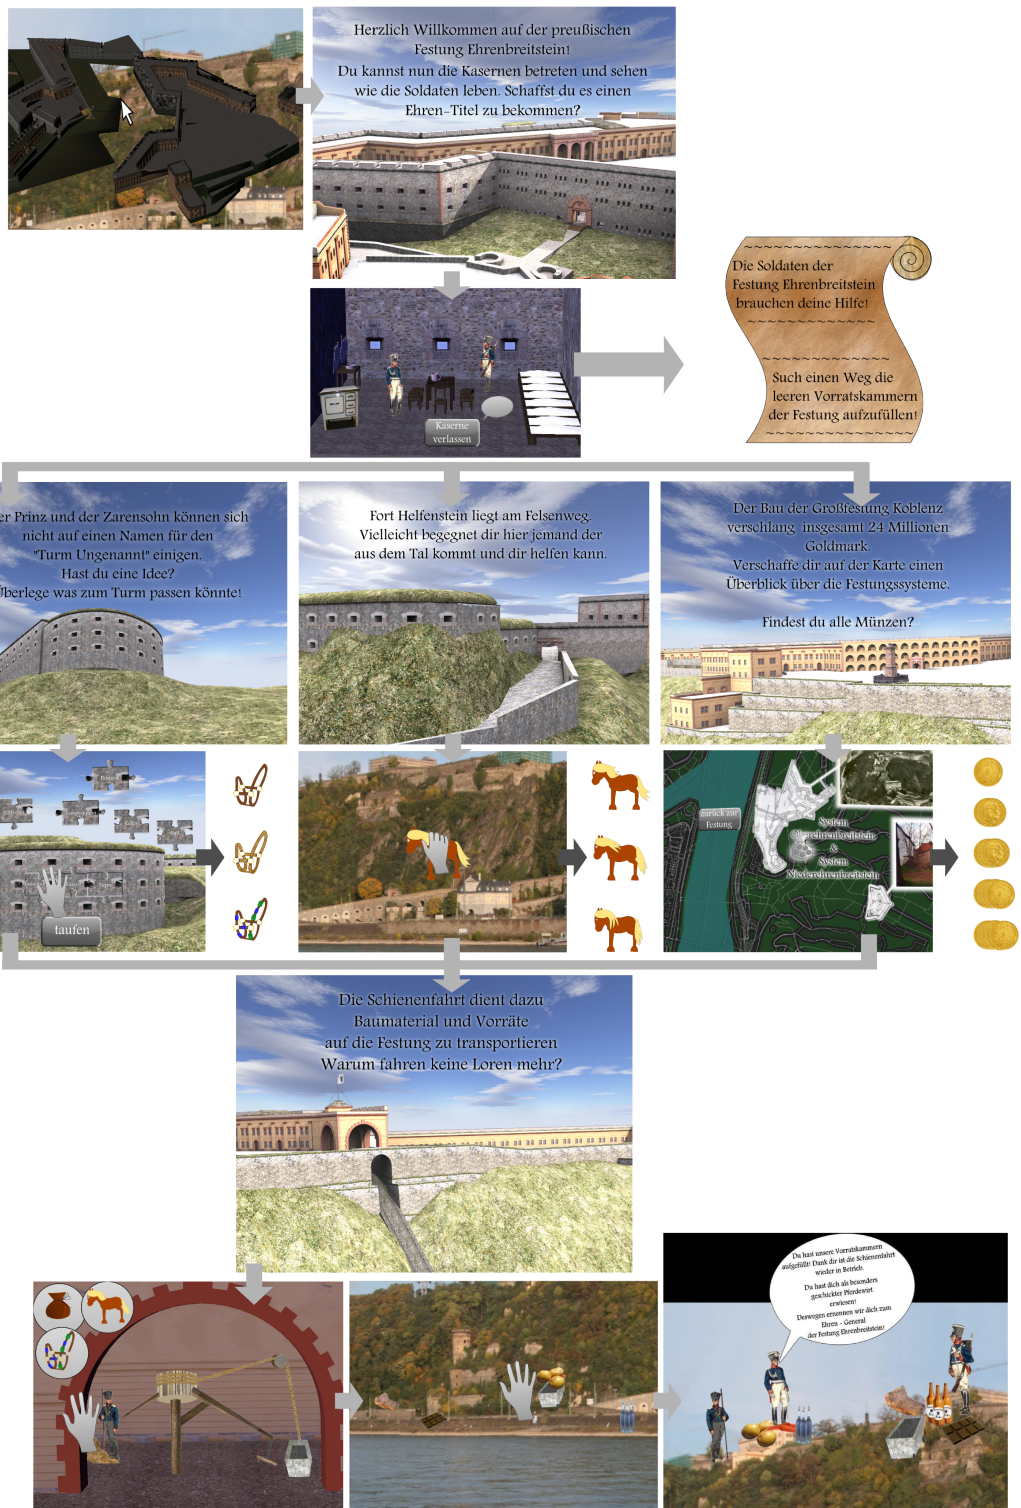 Herzlich Willkommen auf der preußischen
Festung Ehrenbreitstein!
Du kannst nun die Kasernen betreten und sehen
wie die Soldaten leben. Schaffst du es einen
Ehren-Titel zu bekommen?
~~~~~~~~~~~~~~~
Die Soldaten der
Festung Ehrenbreitstein
brauchen deine Hilfe!
~~~~~~~~~~~~~
~~~~~~~~~~~~~
Such einen Weg die
leeren Vorratskammern
der Festung aufzufüllen!
~~~~~~~~~~~~~~~
Kaserne
verlassen
er Prinz und der Zarensohn können sich
nicht auf einen Namen für den
"Turm Ungenannt" einigen.
Hast du eine Idee?
Überlege was zum Turm passen könnte!
Fort Helfenstein liegt am Felsenweg.
Vielleicht begegnet dir hier jemand der
aus dem Tal kommt und dir helfen kann.
Der Bau der Großfestung Koblenz
verschlang insgesamt 24 Millionen
Goldmark.
Verschaffe dir auf der Karte einen
Überblick über die Festungssysteme.
Findest du alle Münzen?
taufen
zurück zur
Festung
System
Oberehrenbreitstein
&
System
Niederehrenbreitstein
Die Schienenfahrt dient dazu
Baumaterial und Vorräte
auf die Festung zu transportieren
Warum fahren keine Loren mehr?
Du hast unsere Vorratskammern
aufgefüllt! Dank dir ist die Schienenfahrt
wieder in Betrieb.
Du hast dich als besonders
geschickter Pferdewirt
erwiesen!
Deswegen ernennen wir dich zum
Ehren - General
der Festung Ehrenbreitstein!